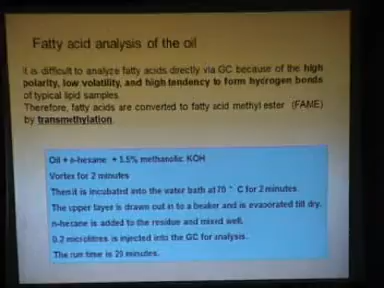 Fatty acid analysis of the oil
It is difficult to analyze fatty acids directly via GC because of the high
polarity, low volatility, and high tendency to form hydrogen bonds
of typical lipid samples.
Therefore, fatty acids are converted to fatty acid methyl ester (FAME)
by transmethylation.
Oil + n-hexane + 1.5% methanolic KOH
Vortex for 2 minutes
Then it is incubated into the water bath at 70 ° C for 2 minutes.
The upper layer is drawn out in to a beaker and is evaporated till dry.
n-hexane is added to the residue and mixed well.
0.2 microlitres is injected into the GC for analysis.
The run time is 29 minutes.